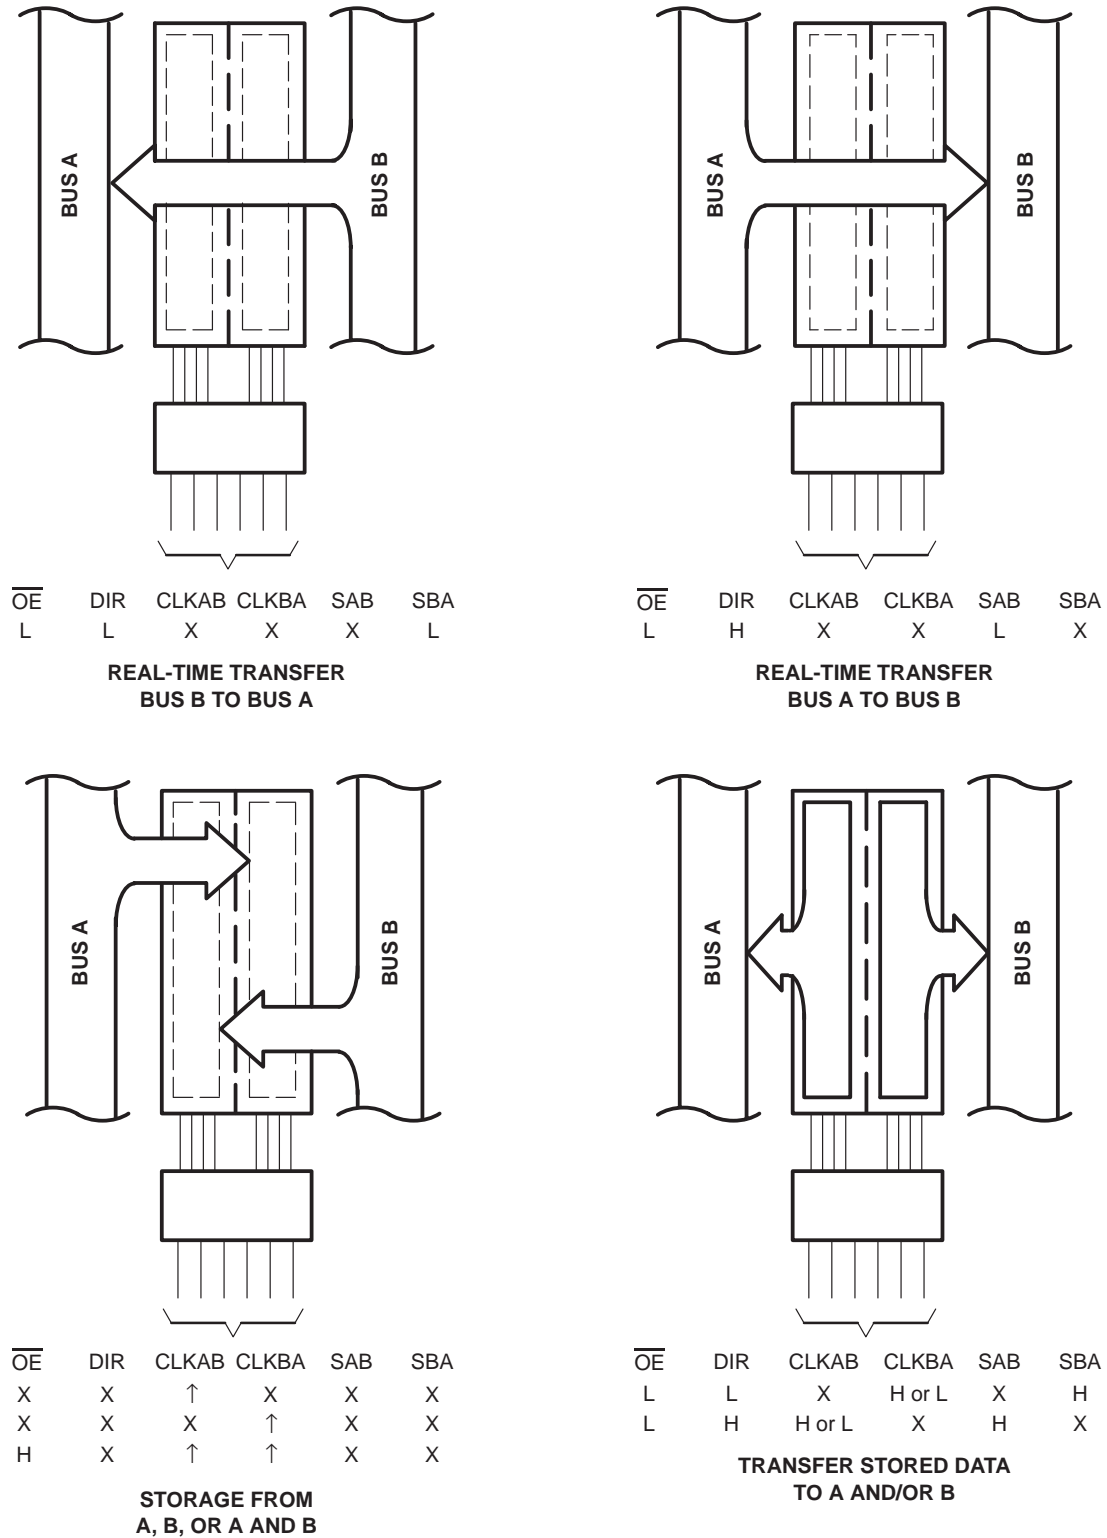 BUS A
BUS B
BUS A
BUS B
OE DIR CLKAB CLKBA SAB SBA
L L X X X L
REAL-TIME TRANSFER
BUS B TO BUS A
OE DIR CLKAB CLKBA SAB SBA
L H X X L X
REAL-TIME TRANSFER
BUS A TO BUS B
BUS A
BUS B
BUS A
BUS B
OE DIR CLKAB CLKBA SAB SBA
X X ↑ X X X
X X X ↑ X X
H X ↑ ↑ X X
STORAGE FROM
A, B, OR A AND B
OE DIR CLKAB CLKBA SAB SBA
L L X H or L X H
L H H or L X H X
TRANSFER STORED DATA
TO A AND/OR B